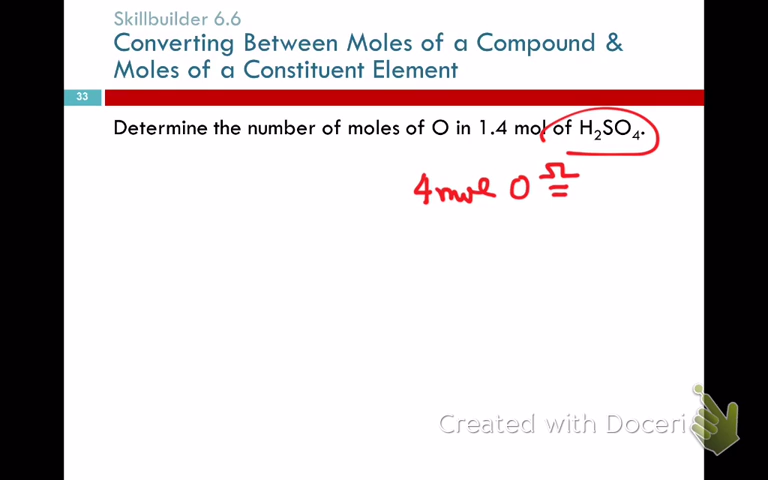 Skillbuilder 6.6
Converting Between Moles of a Compound &
Moles of a Constituent Element
33
Determine the number of moles of O in 1.4 mol of H₂SO₄.
4 mole O
Created with Doceri